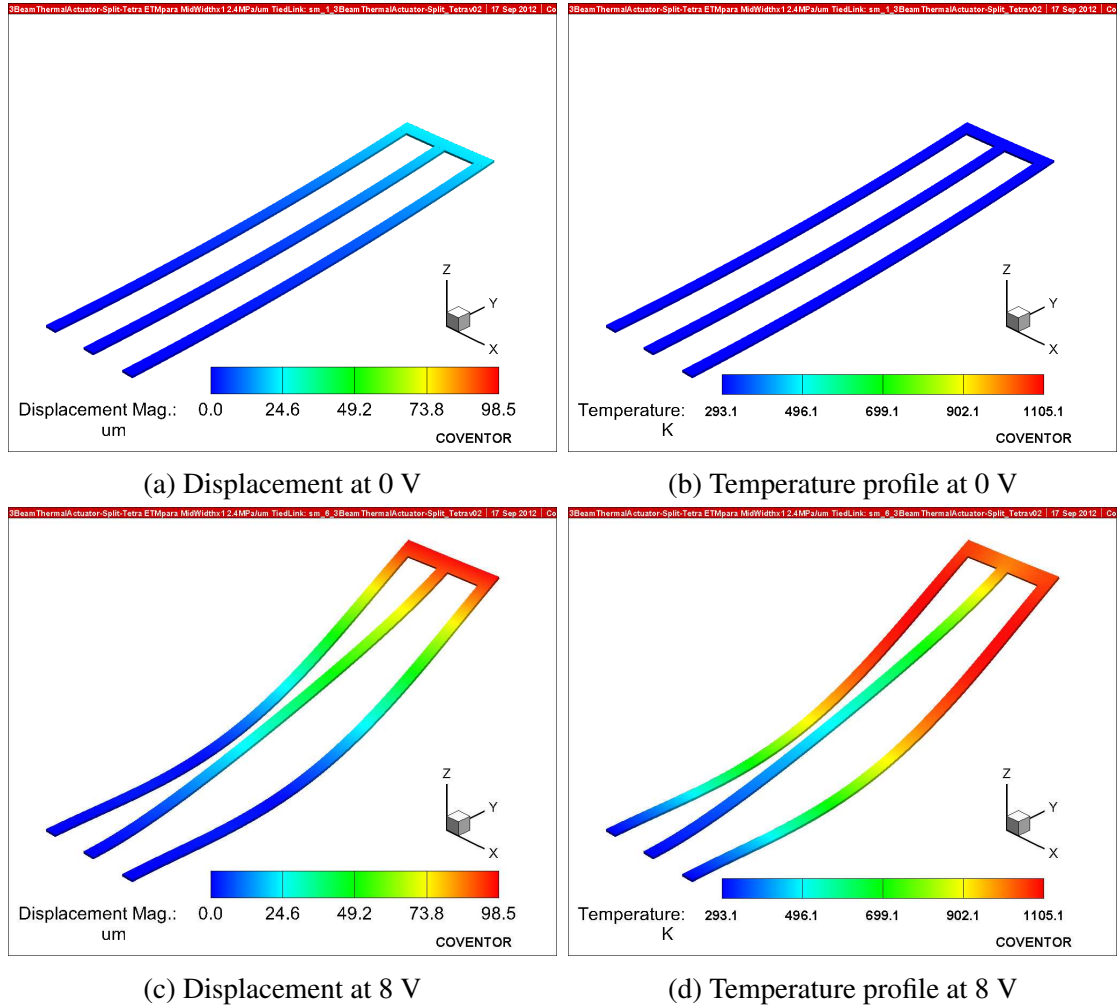 3BeamThermalActuator-Split-Tetra ETMpara MidWidthx1 2.4MPa/um TiedLink: sm_1_3BeamThermalActuator-Split_Tetrav02 | 17 Sep 2012 | Co
3BeamThermalActuator-Split-Tetra ETMpara MidWidthx1 2.4MPa/um TiedLink: sm_1_3BeamThermalActuator-Split_Tetrav02 | 17 Sep 2012 | Co
Z
Y
X
Displacement Mag.: 0.0 24.6 49.2 73.8 98.5
um
COVENTOR
Z
Y
X
Temperature: 293.1 496.1 699.1 902.1 1105.1
K
COVENTOR
(a) Displacement at 0 V
(b) Temperature profile at 0 V
3BeamThermalActuator-Split-Tetra ETMpara MidWidthx1 2.4MPa/um TiedLink: sm_6_3BeamThermalActuator-Split_Tetrav02 | 17 Sep 2012 | Co
3BeamThermalActuator-Split-Tetra ETMpara MidWidthx1 2.4MPa/um TiedLink: sm_6_3BeamThermalActuator-Split_Tetrav02 | 17 Sep 2012 | Co
Z
Y
X
Displacement Mag.: 0.0 24.6 49.2 73.8 98.5
um
COVENTOR
Z
Y
X
Temperature: 293.1 496.1 699.1 902.1 1105.1
K
COVENTOR
(c) Displacement at 8 V
(d) Temperature profile at 8 V